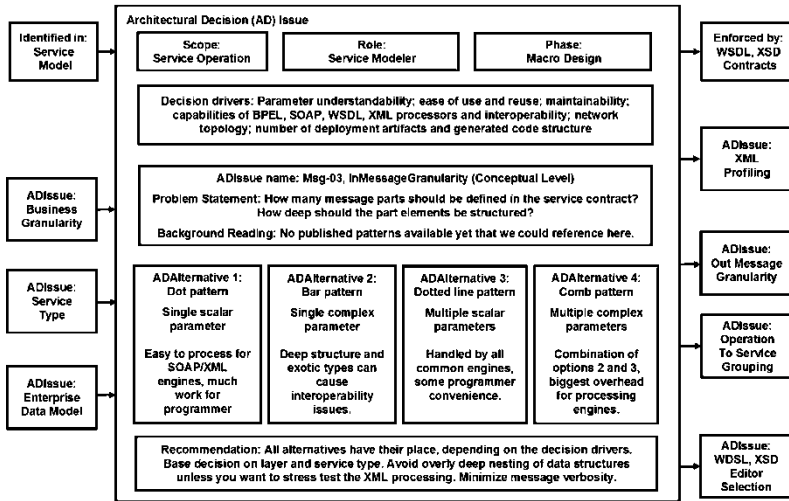 Architectural Decision (AD) Issue
Identified in:
Service
Model
Scope:
Service Operation
Role:
Service Modeler
Phase:
Macro Design
Enforced by:
WSDL, XSD
Contracts
Decision drivers: Parameter understandability; ease of use and reuse; maintainability;
capabilities of BPEL, SOAP, WSDL, XML processors and interoperability; network
topology; number of deployment artifacts and generated code structure
ADIssue:
XML
Profiling
ADIssue:
Business
Granularity
ADIssue name: Msg-03, InMessageGranularity (Conceptual Level)
Problem Statement: How many message parts should be defined in the service contract?
How deep should the part elements be structured?
Background Reading: No published patterns available yet that we could reference here.
ADIssue:
Out Message
Granularity
ADIssue:
Service
Type
ADAlternative 1:
Dot pattern
Single scalar
parameter
Easy to process for
SOAP/XML
engines, much
work for
programmer
ADAlternative 2:
Bar pattern
Single complex
parameter
Deep structure and
exotic types can
cause
interoperability
issues.
ADAlternative 3:
Dotted line pattern
Multiple scalar
parameters
Handled by all
common engines,
some programmer
convenience.
ADAlternative 4:
Comb pattern
Multiple complex
parameters
Combination of
options 2 and 3,
biggest overhead
for processing
engines.
ADIssue:
Operation
To Service
Grouping
ADIssue:
Enterprise
Data Model
Recommendation: All alternatives have their place, depending on the decision drivers.
Base decision on layer and service type. Avoid overly deep nesting of data structures
unless you want to stress test the XML processing. Minimize message verbosity.
ADIssue:
WDSL, XSD
Editor
Selection